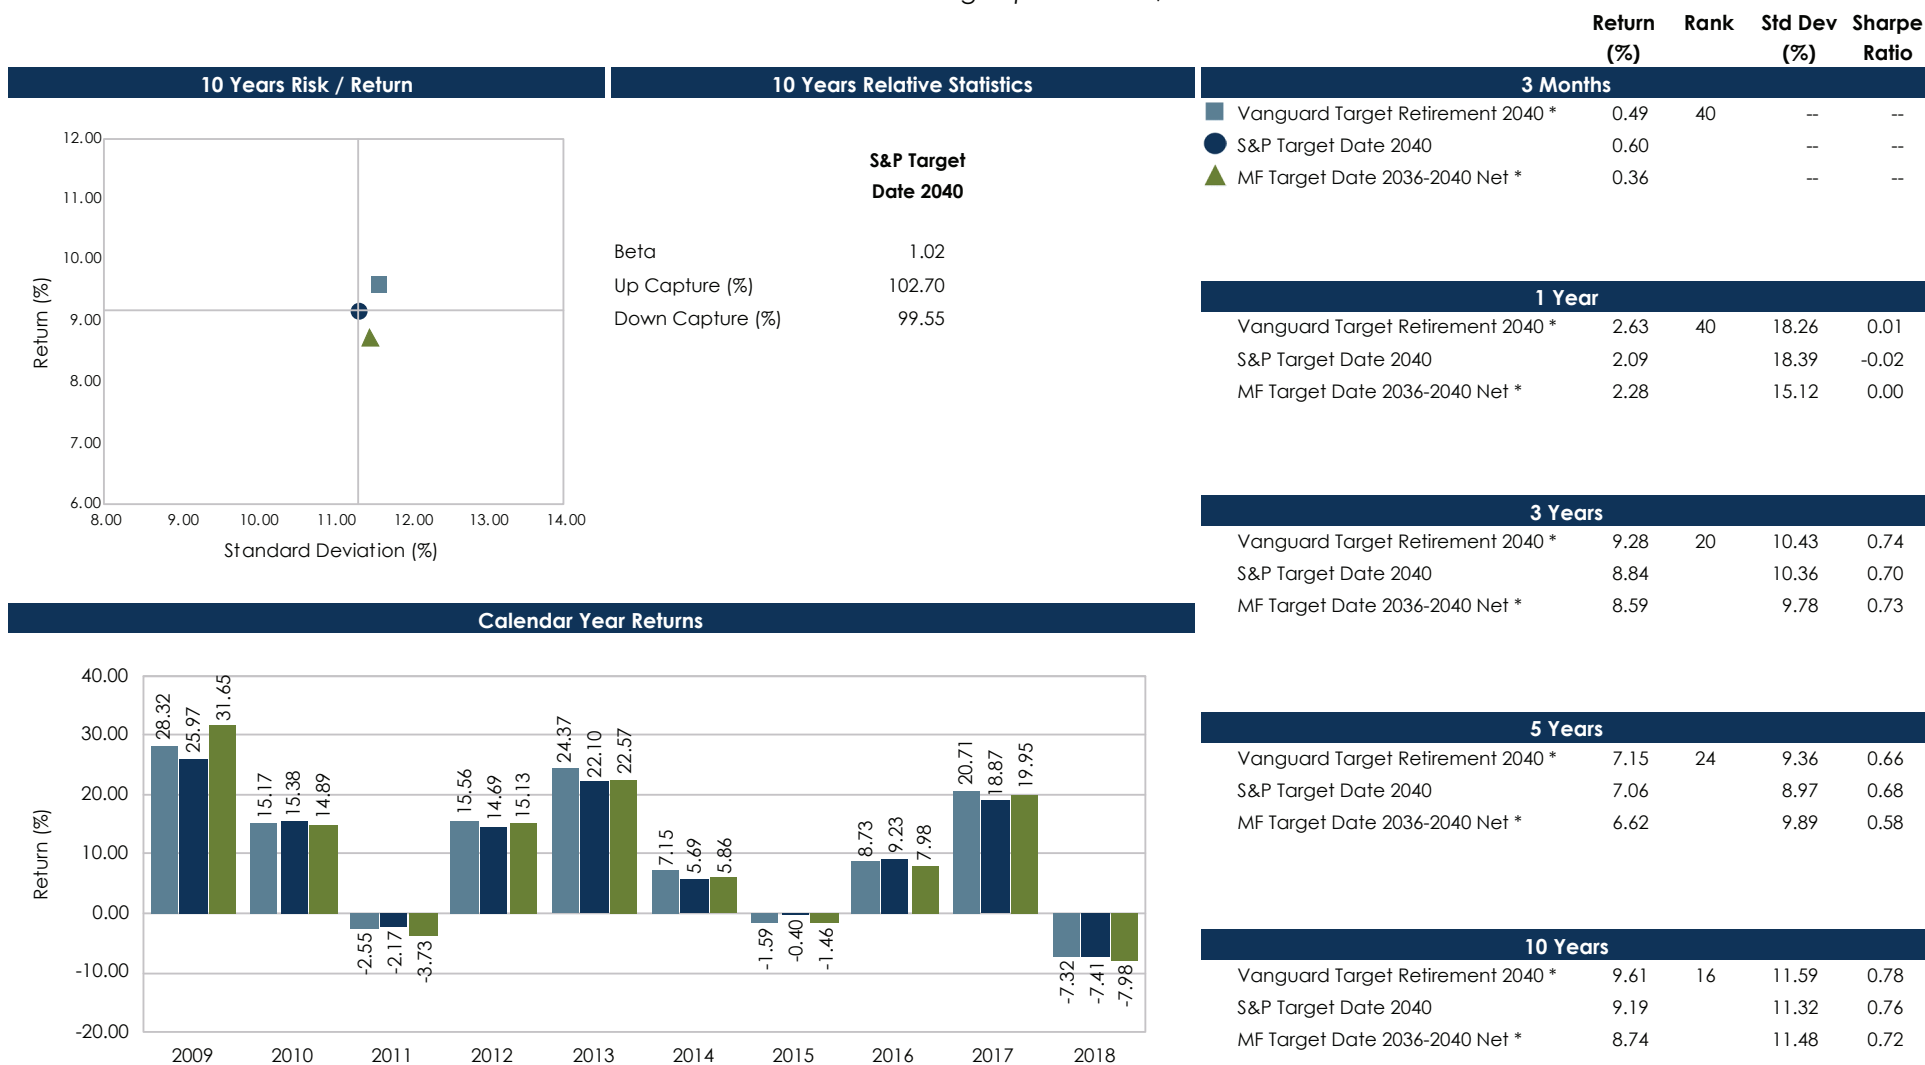 Return Rank Std Dev Sharpe
(%) (%) Ratio
10 Years Risk / Return
12.00
11.00
10.00
9.00
8.00
7.00
6.00
Return (%)
8.00 9.00 10.00 11.00 12.00 13.00 14.00
Standard Deviation (%)
10 Years Relative Statistics
S&P Target
Date 2040
Beta 1.02
Up Capture (%) 102.70
Down Capture (%) 99.55
Calendar Year Returns
40.00
30.00
20.00
10.00
0.00
-10.00
-20.00
Return (%)
28.32 25.97 31.65
15.17 15.38 14.89
-2.55 -2.17 -3.73
15.56 14.69 15.13
24.37 22.10 22.57
7.15 5.69 5.86
-1.59 -0.40 -1.46
8.73 9.23 7.98
20.71 18.87 19.95
-7.32 -7.41 -7.98
2009 2010 2011 2012 2013 2014 2015 2016 2017 2018
3 Months
Vanguard Target Retirement 2040 * 0.49 40 -- --
S&P Target Date 2040 0.60 -- --
MF Target Date 2036-2040 Net * 0.36 -- --
1 Year
Vanguard Target Retirement 2040 * 2.63 40 18.26 0.01
S&P Target Date 2040 2.09 18.39 -0.02
MF Target Date 2036-2040 Net * 2.28 15.12 0.00
3 Years
Vanguard Target Retirement 2040 * 9.28 20 10.43 0.74
S&P Target Date 2040 8.84 10.36 0.70
MF Target Date 2036-2040 Net * 8.59 9.78 0.73
5 Years
Vanguard Target Retirement 2040 * 7.15 24 9.36 0.66
S&P Target Date 2040 7.06 8.97 0.68
MF Target Date 2036-2040 Net * 6.62 9.89 0.58
10 Years
Vanguard Target Retirement 2040 * 9.61 16 11.59 0.78
S&P Target Date 2040 9.19 11.32 0.76
MF Target Date 2036-2040 Net * 8.74 11.48 0.72